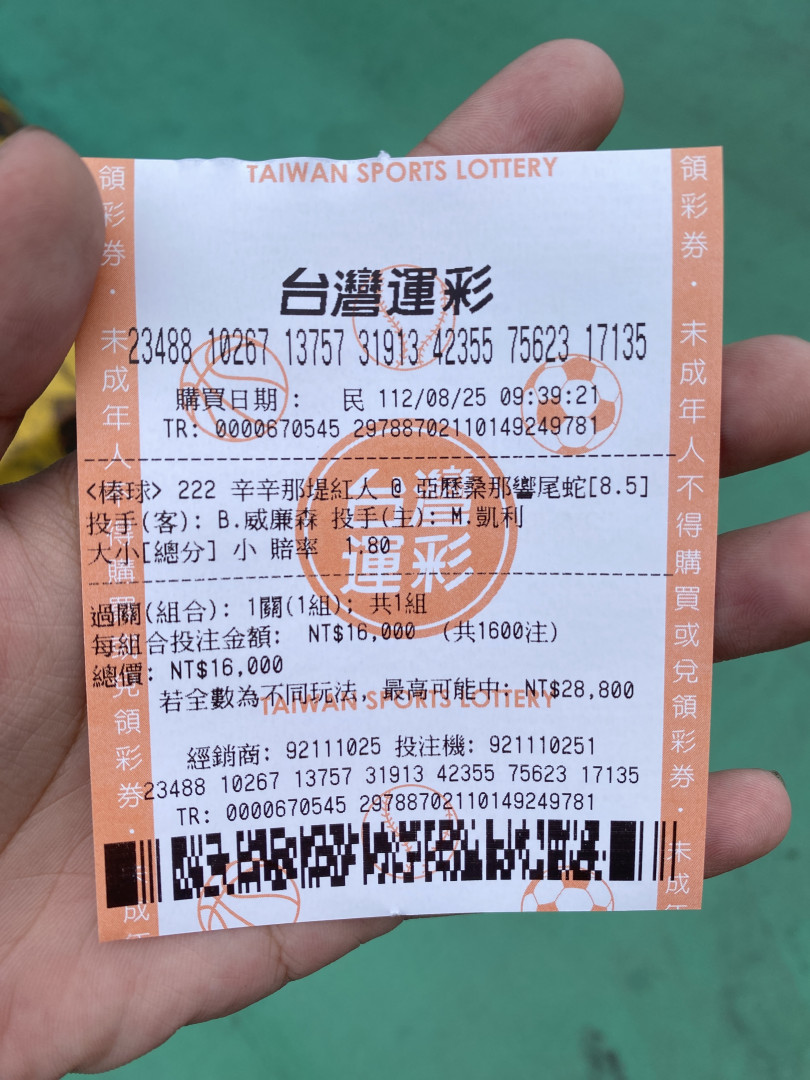 TAIWAN SPORTS LOTTERY
台灣運彩
23488 10267 13757 31913 42355 75623 17135
購買日期: 民 112/08/25 09:39:21
TR: 0000670545 29788702110149249781
<棒球> 222 辛辛那堤紅人 @ 亞歷桑那響尾蛇[8.5]
投手(客): B.威廉森 投手(主): M.凱利
大小[總分] 小 賠率 1.80
台灣運彩
過關(組合): 1關(1組); 共1組
每組合投注金額: NT$16,000 (共1600注)
總價: NT$16,000
若全數為不同玩法, 最高可能中: NT$28,800
TAIWAN SPORTS LOTTERY
經銷商: 92111025 投注機: 921110251
23488 10267 13757 31913 42355 75623 17135
TR: 0000670545 29788702110149249781
領彩券・未成年人不得購買或兌領彩券・未成年
領彩券・未成年人不得購買或兌領彩券・未成年